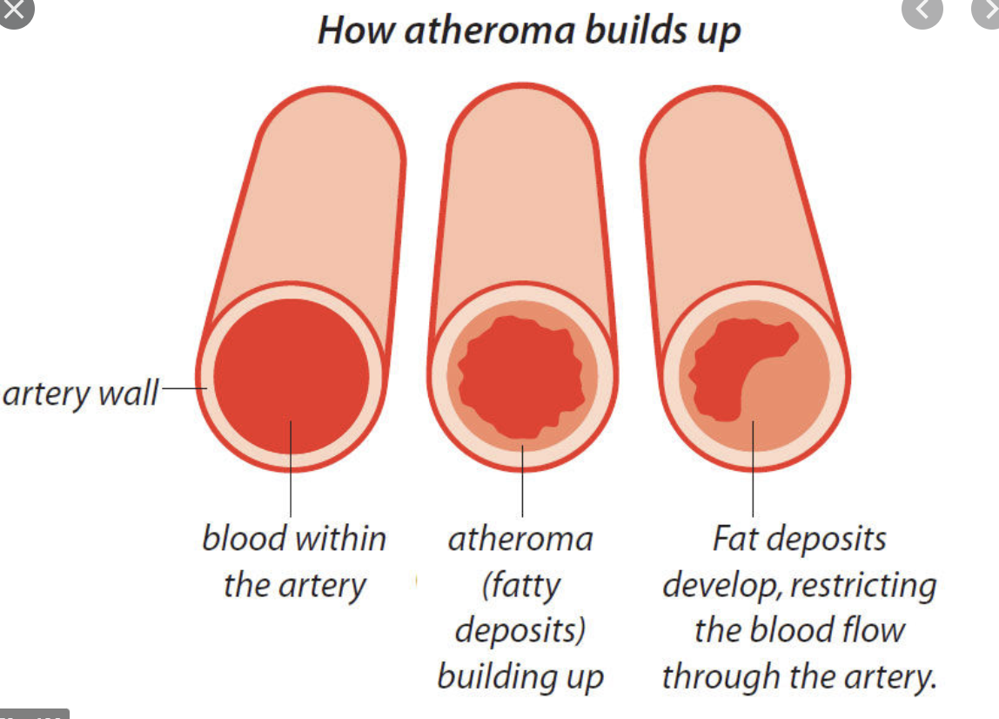 How atheroma builds up
artery wall
blood within
the artery
atheroma
(fatty
deposits)
building up
Fat deposits
develop, restricting
the blood flow
through the artery.